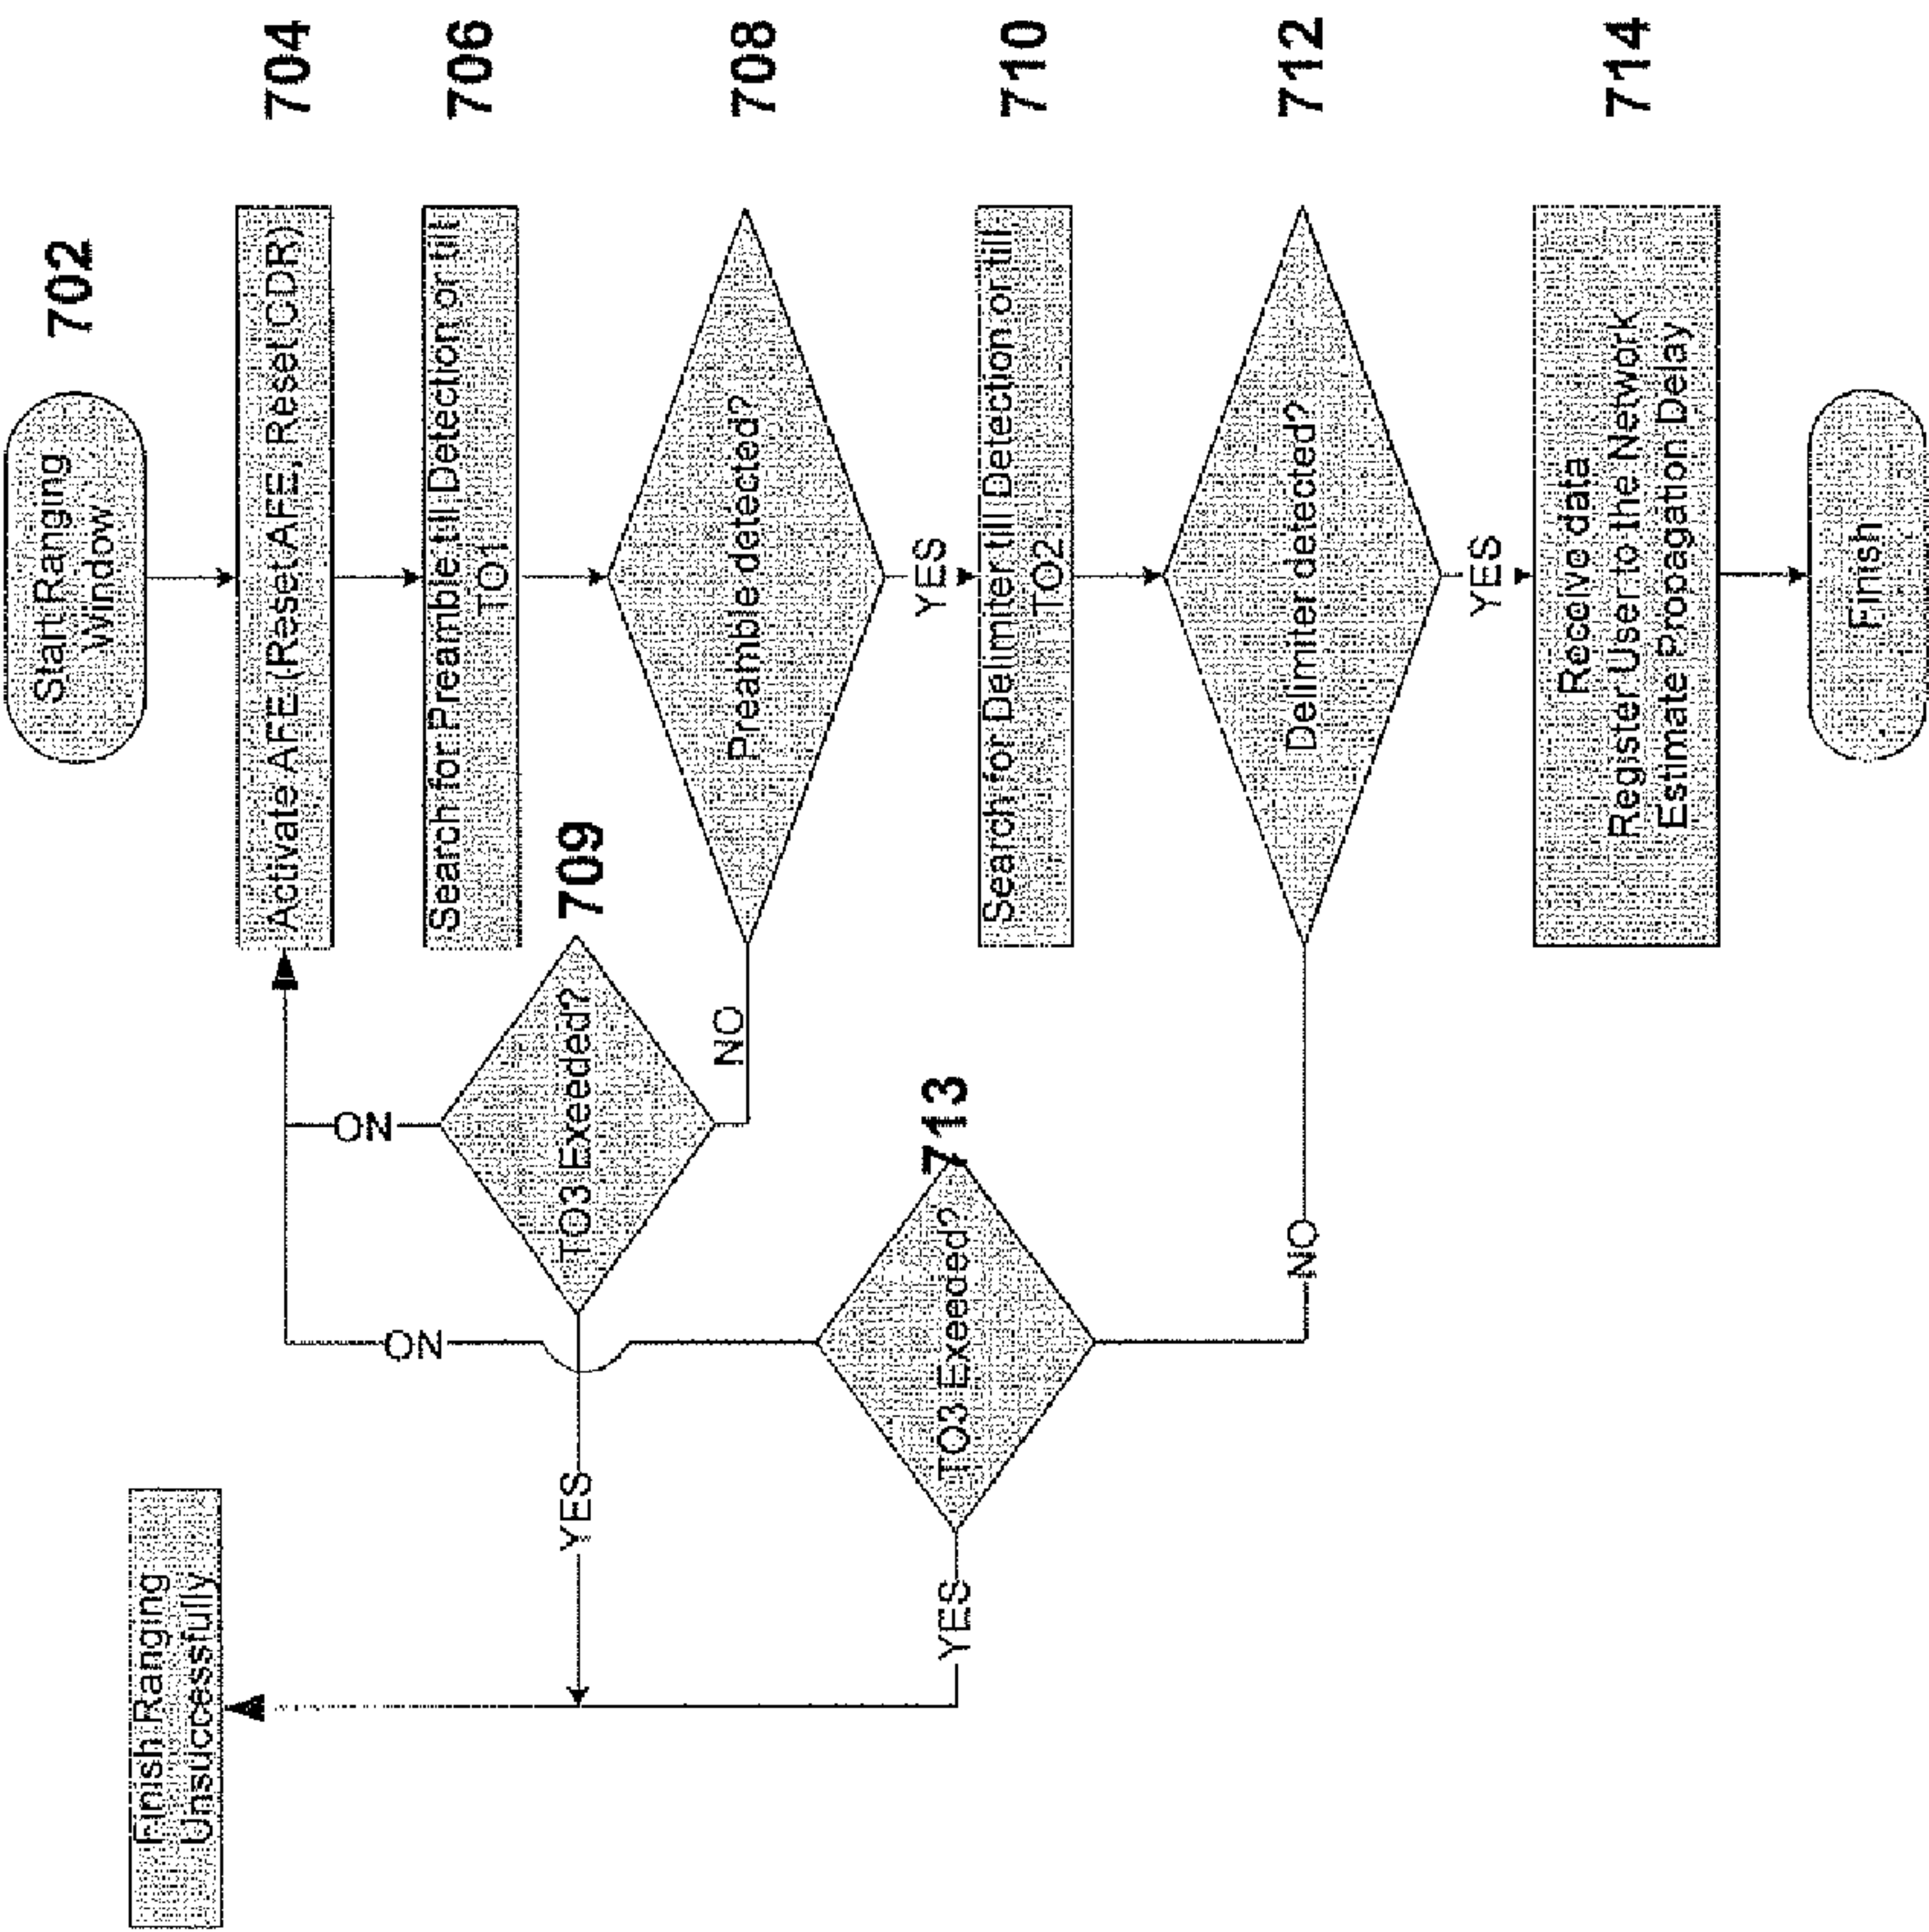 Start Ranging
Window
702
Activate AFE (Reset AFE, Reset CDR)
704
Search for Preamble till Detection or till
TO1
706
Preamble detected?
708
NO
TO3 Exeeded?
709
NO
YES
YES
Search for Delimiter till Detection or till
TO2
710
Delimiter detected?
712
NO
TO3 Exeeded?
713
NO
YES
Finish Ranging
Unsuccessfully
YES
Receive data
Register User to the Network
Estimate Propagation Delay
714
Finish